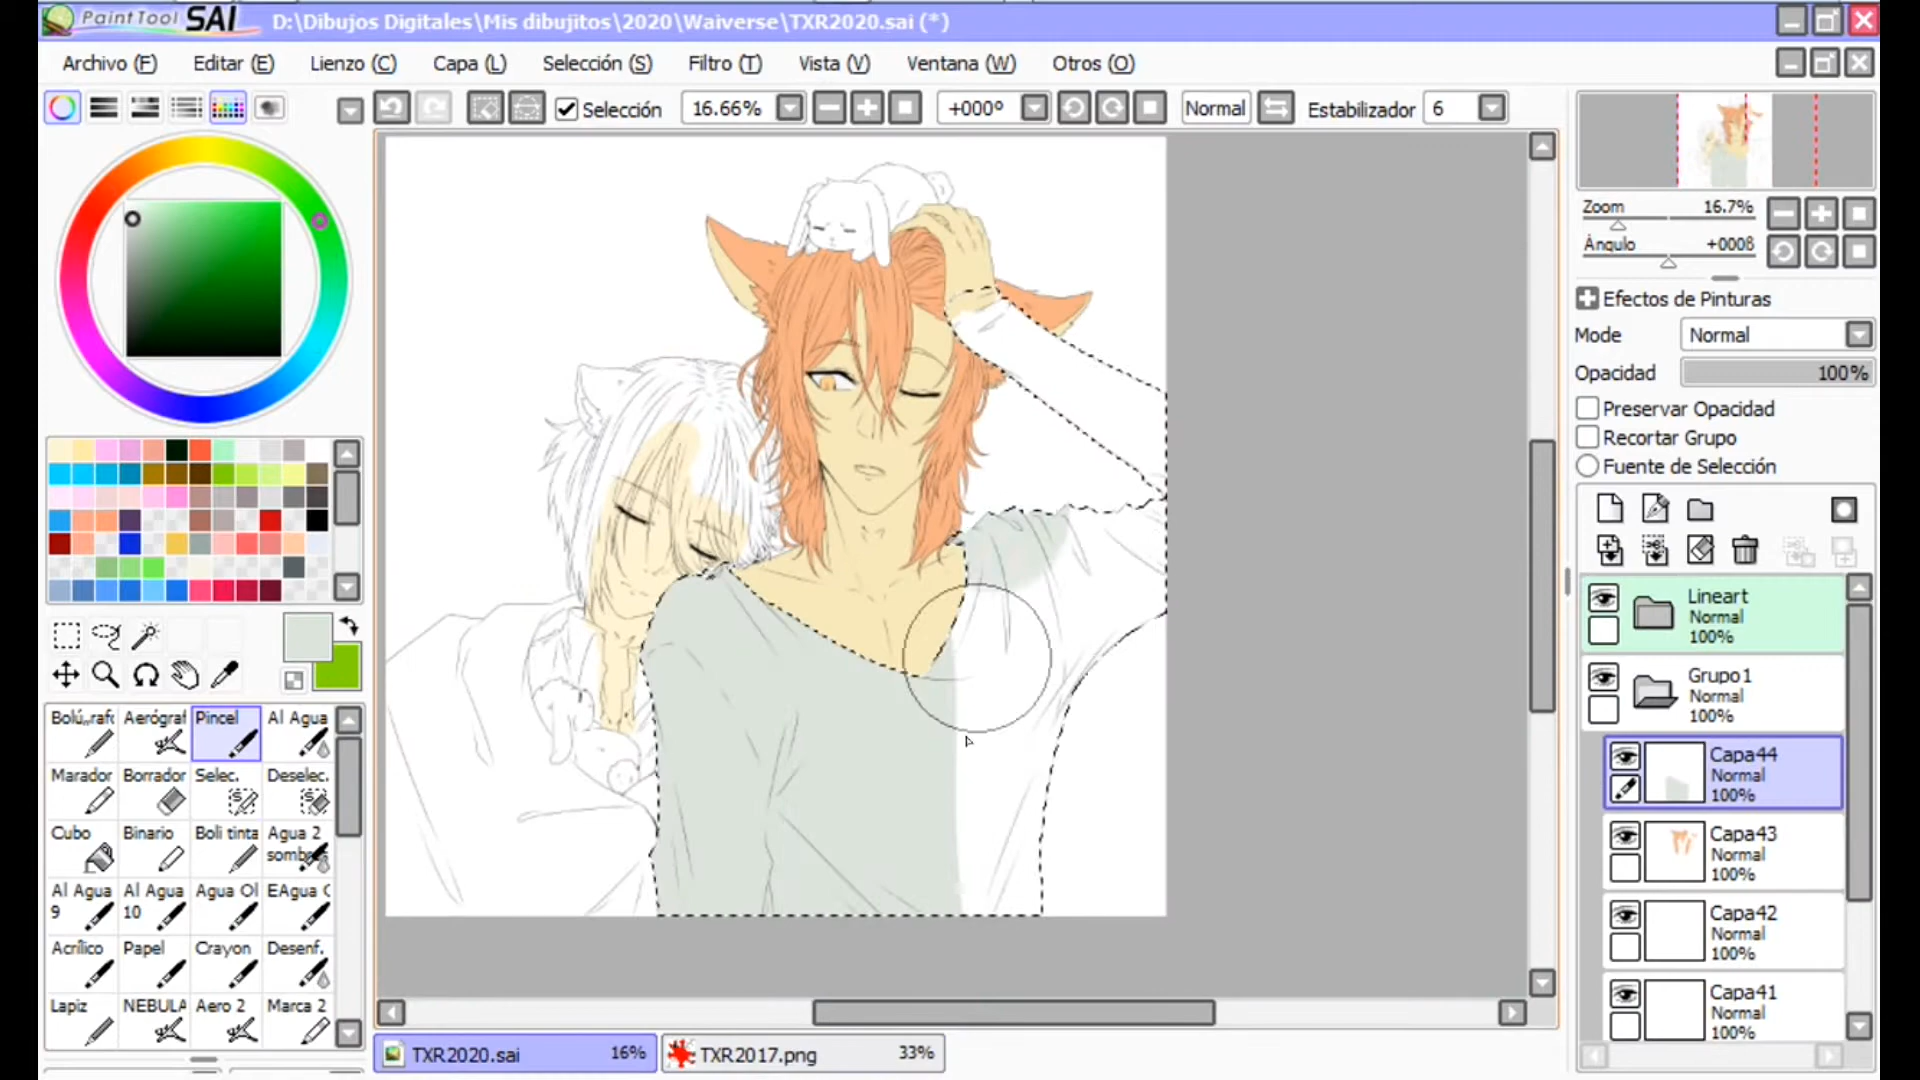 PaintTool SAI D:\Dibujos Digitales\Mis dibujitos\2020\Waiverse\TXR2020.sai (*)
Archivo (F) Editar (E) Lienzo (C) Capa (L) Selección (S) Filtro (T) Vista (V) Ventana (W) Otros (O)
Selección 16.66% +000º Normal Estabilizador 6
Zoom 16.7%
Ángulo +000ß
Efectos de Pinturas
Mode Normal
Opacidad 100%
Preservar Opacidad
Recortar Grupo
Fuente de Selección
Lineart
Normal
100%
Grupo1
Normal
100%
Capa44
Normal
100%
Capa43
Normal
100%
Capa42
Normal
100%
Capa41
Normal
100%
Aerógraf Pincel Al Agua
Marador Borrador Selec. Deselec.
Cubo Binario Boli tinta Agua 2
sombr
Al Agua Al Agua Agua Ol EAgua
9 10
Acrílico Papel Crayon Desenf.
Lapiz NEBULA Aero 2 Marca 2
TXR2020.sai 16% TXR2017.png 33%